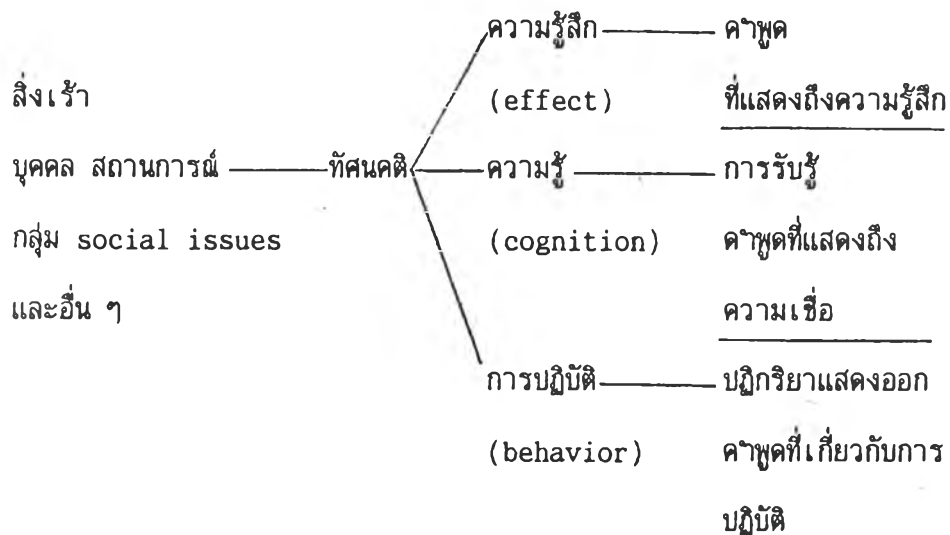 ความรู้สึก คำพูด
สิ่งเร้า (effect) ที่แสดงถึงความรู้สึก
บุคคล สถานการณ์ ทัศนคติ ความรู้ การรับรู้
กลุ่ม social issues (cognition) คำพูดที่แสดงถึง
และอื่น ๆ ความเชื่อ
การปฏิบัติ ปฏิกริยาแสดงออก
(behavior) คำพูดที่เกี่ยวกับการ
ปฏิบัติ